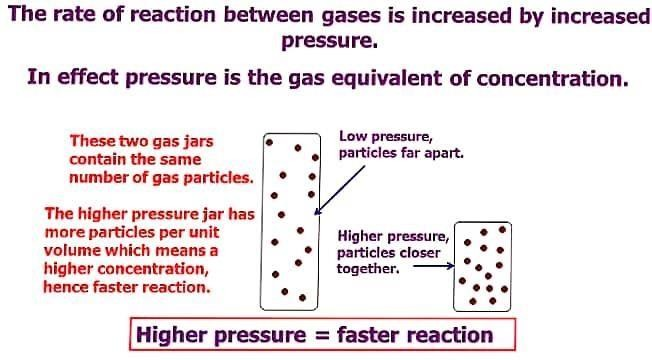 The rate of reaction between gases is increased by increased
pressure.
In effect pressure is the gas equivalent of concentration.
These two gas jars
contain the same
number of gas particles.
The higher pressure jar has
more particles per unit
volume which means a
higher concentration,
hence faster reaction.
Low pressure,
particles far apart.
Higher pressure,
particles closer
together.
Higher pressure = faster reaction